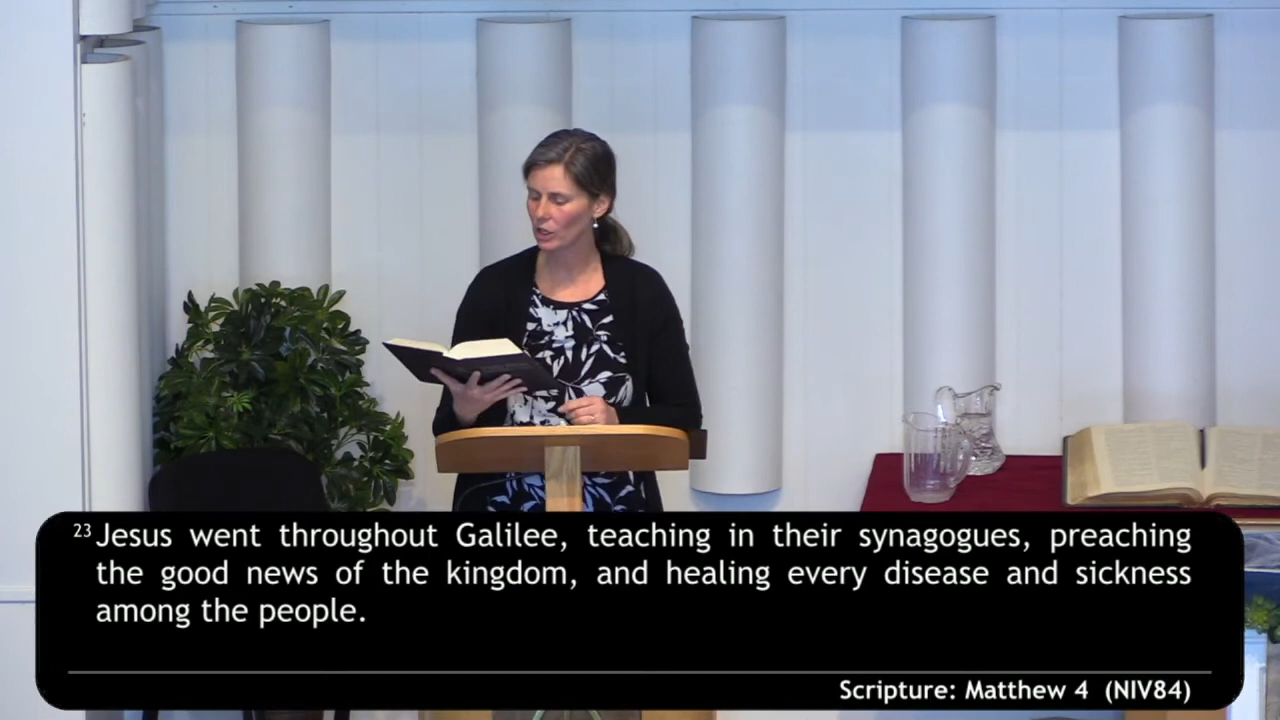 23 Jesus went throughout Galilee, teaching in their synagogues, preaching
the good news of the kingdom, and healing every disease and sickness
among the people.
Scripture: Matthew 4 (NIV84)